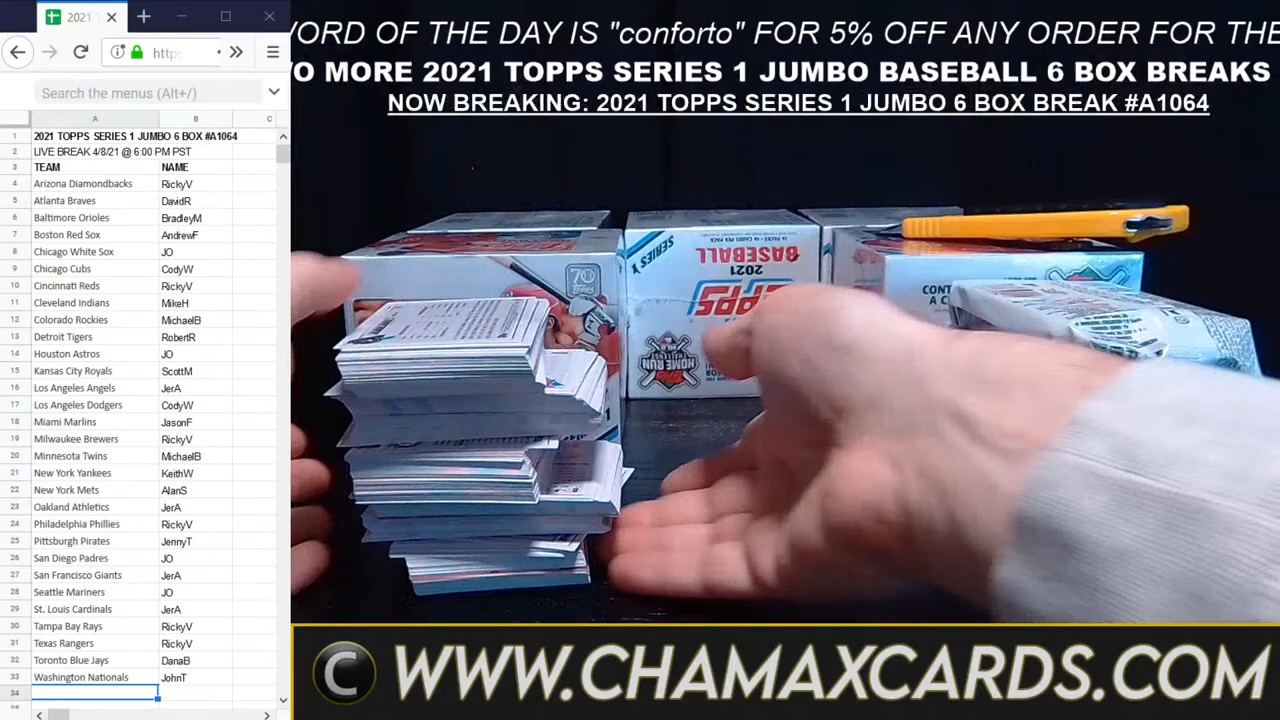 2021 T
https:
Search the menus (Alt+/)
A B C
1 2021 TOPPS SERIES 1 JUMBO 6 BOX #A1064
2 LIVE BREAK 4/8/21 @ 6:00 PM PST
3 TEAM NAME
4 Arizona Diamondbacks RickyV
5 Atlanta Braves DavidR
6 Baltimore Orioles BradleyM
7 Boston Red Sox AndrewF
8 Chicago White Sox JO
9 Chicago Cubs CodyW
10 Cincinnati Reds RickyV
11 Cleveland Indians MikeH
12 Colorado Rockies MichaelB
13 Detroit Tigers RobertR
14 Houston Astros JO
15 Kansas City Royals ScottM
16 Los Angeles Angels JerA
17 Los Angeles Dodgers CodyW
18 Miami Marlins JasonF
19 Milwaukee Brewers RickyV
20 Minnesota Twins MichaelB
21 New York Yankees KeithW
22 New York Mets AlanS
23 Oakland Athletics JerA
24 Philadelphia Phillies RickyV
25 Pittsburgh Pirates JennyT
26 San Diego Padres JO
27 San Francisco Giants JerA
28 Seattle Mariners JO
29 St. Louis Cardinals JerA
30 Tampa Bay Rays RickyV
31 Texas Rangers RickyV
32 Toronto Blue Jays DanaB
33 Washington Nationals JohnT
34
WORD OF THE DAY IS "conforto" FOR 5% OFF ANY ORDER FOR THE
O MORE 2021 TOPPS SERIES 1 JUMBO BASEBALL 6 BOX BREAKS
NOW BREAKING: 2021 TOPPS SERIES 1 JUMBO 6 BOX BREAK #A1064
SERIES 1
BASEBALL
2021
TOPPS
HOME RUN
CHALLENGE
70
TOPPS
CONT
A C
C WWW.CHAMAXCARDS.COM